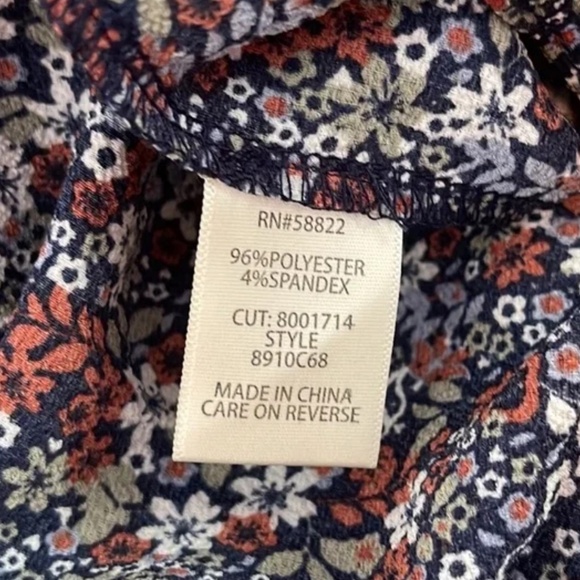 RN#58822
96%POLYESTER
4%SPANDEX
CUT: 8001714
STYLE
8910C68
MADE IN CHINA
CARE ON REVERSE